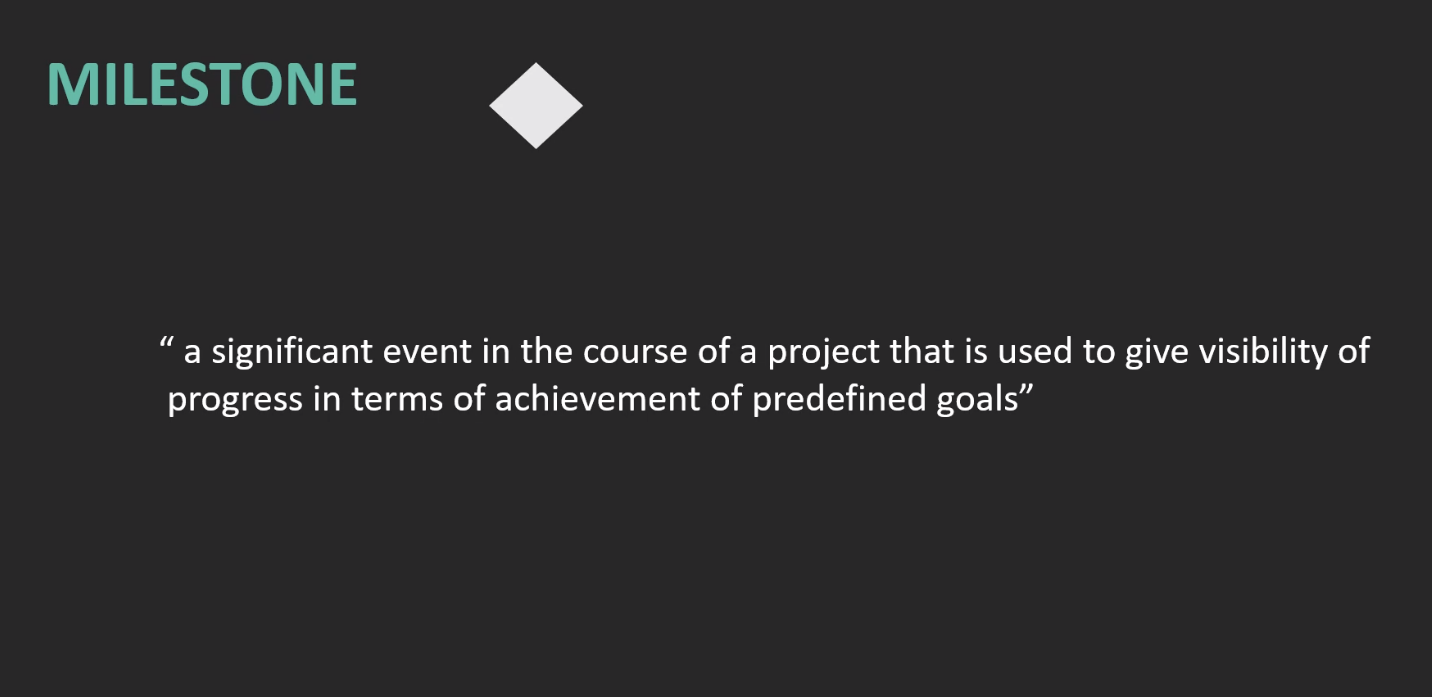 MILESTONE
“ a significant event in the course of a project that is used to give visibility of
progress in terms of achievement of predefined goals”